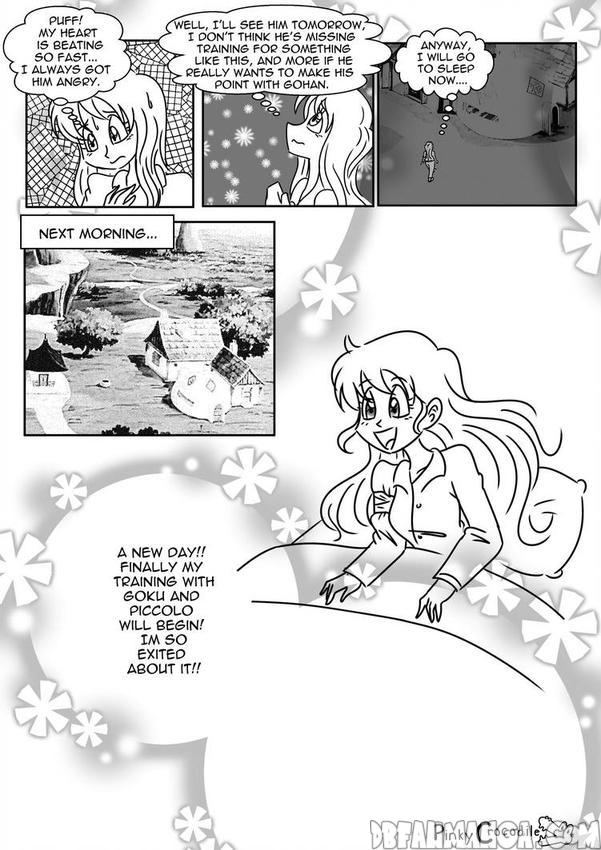 PUFF!
MY HEART
IS BEATING
SO FAST...
I ALWAYS GOT
HIM ANGRY.
WELL, I'LL SEE HIM TOMORROW,
I DON'T THINK HE'S MISSING
TRAINING FOR SOMETHING
LIKE THIS, AND MORE IF HE
REALLY WANTS TO MAKE HIS
POINT WITH GOHAN.
ANYWAY,
I WILL GO
TO SLEEP
NOW....
NEXT MORNING...
A NEW DAY!!
FINALLY MY
TRAINING WITH
GOKU AND
PICCOLO
WILL BEGIN!
IM SO
EXITED
ABOUT IT!!
Pinky Crocodile
DBFANMANGA.COM